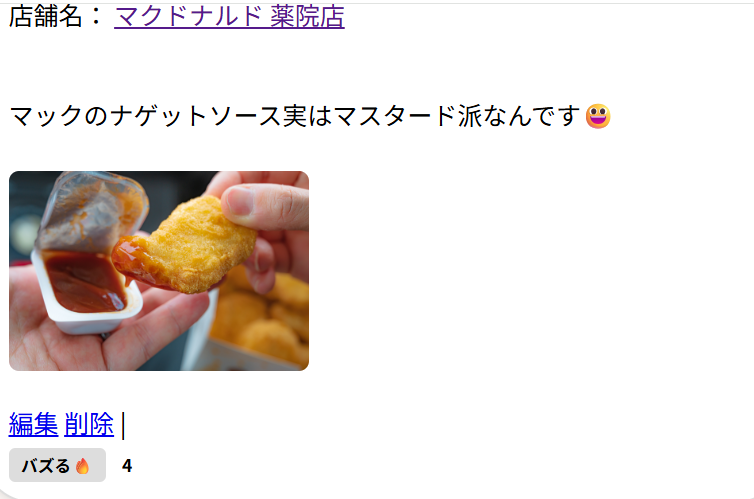 店舗名： マクドナルド 薬院店
マックのナゲットソース実はマスタード派なんです😃
編集 削除 |
バズる🔥 4